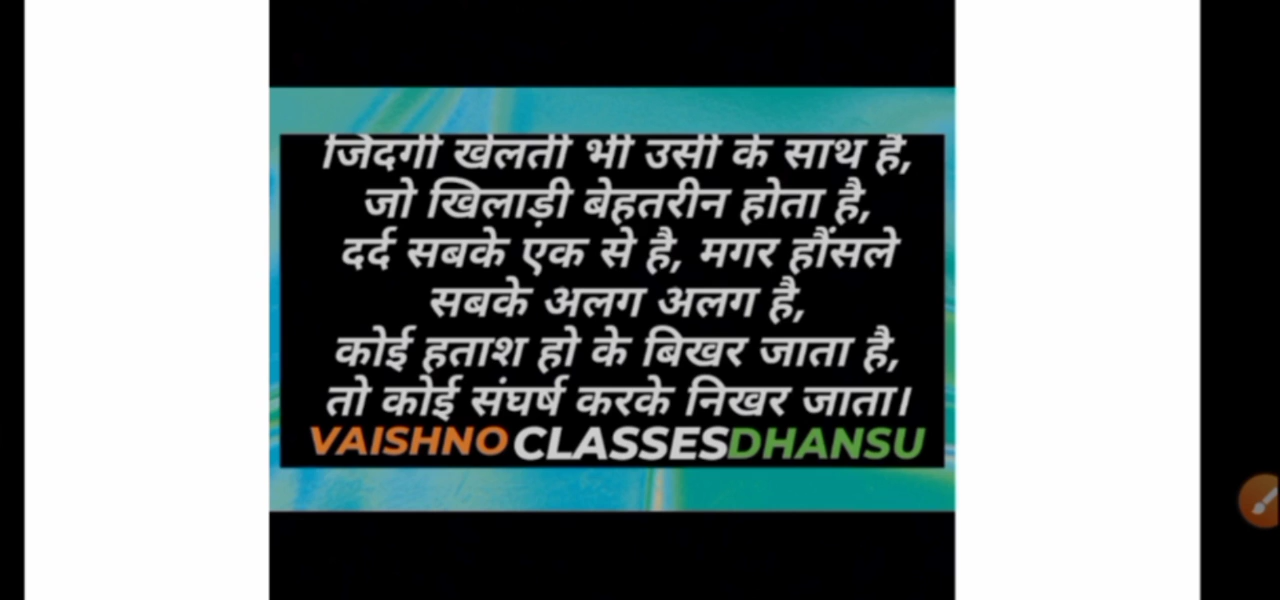 जिंदगी खेलती भी उसी के साथ है,
जो खिलाड़ी बेहतरीन होता है,
दर्द सबके एक से है, मगर हौंसले
सबके अलग अलग है,
कोई हताश हो के बिखर जाता है,
तो कोई संघर्ष करके निखर जाता।
VAISHNO CLASSES DHANSU